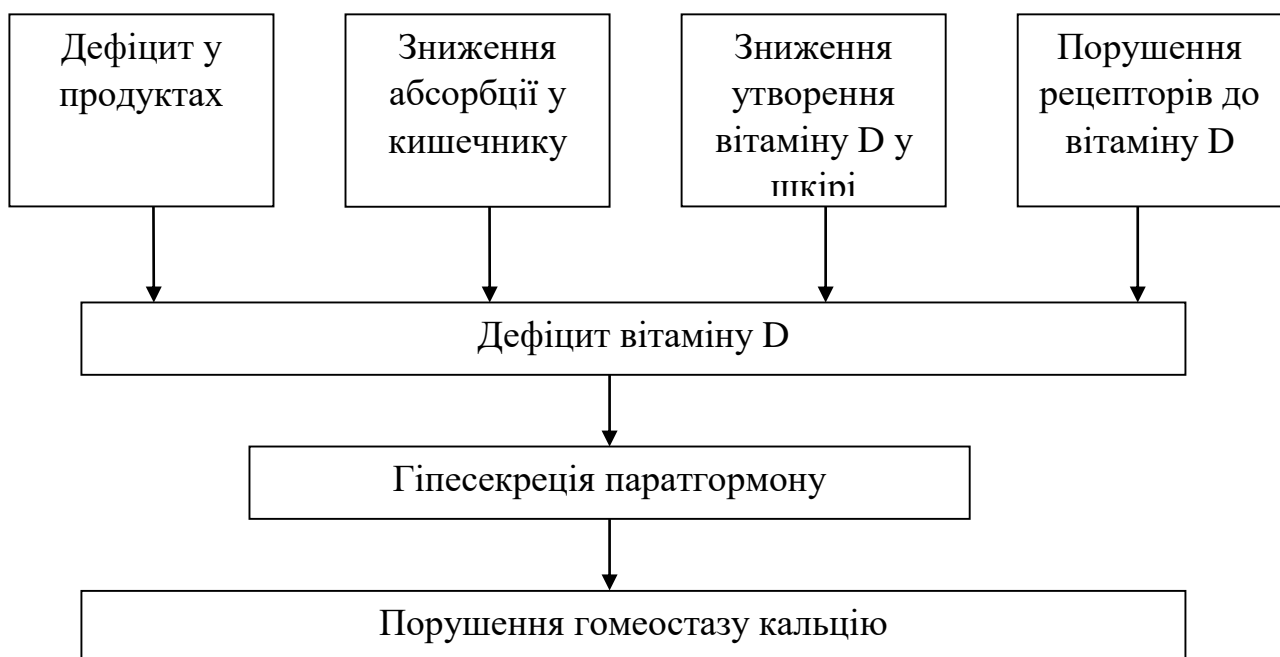 Дефіцит у
продуктах
Зниження
абсорбції у
кишечнику
Зниження
утворення
вітаміну D у
шкірі
Порушення
рецепторів до
вітаміну D
Дефіцит вітаміну D
Гіпесекреція паратгормону
Порушення гомеостазу кальцію